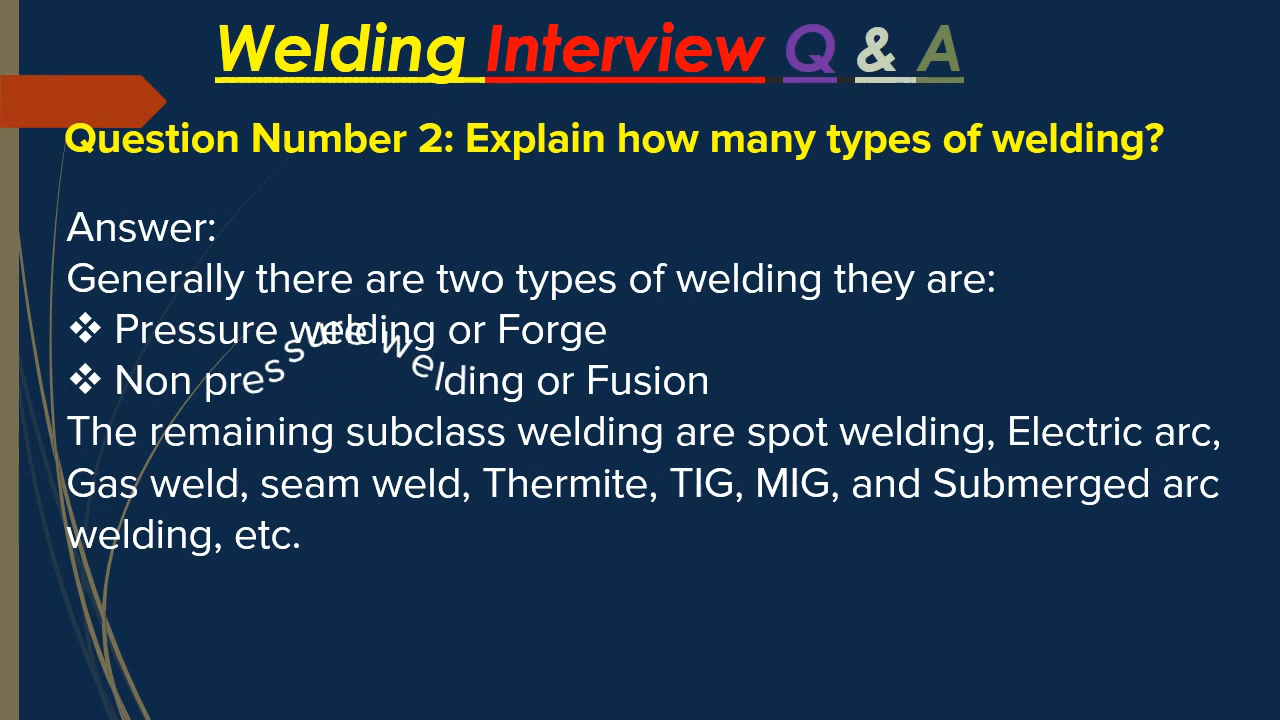 Welding Interview Q & A
Question Number 2: Explain how many types of welding?
Answer:
Generally there are two types of welding they are:
❖ Pressure welding or Forge
❖ Non pressure welding or Fusion
The remaining subclass welding are spot welding, Electric arc,
Gas weld, seam weld, Thermite, TIG, MIG, and Submerged arc
welding, etc.